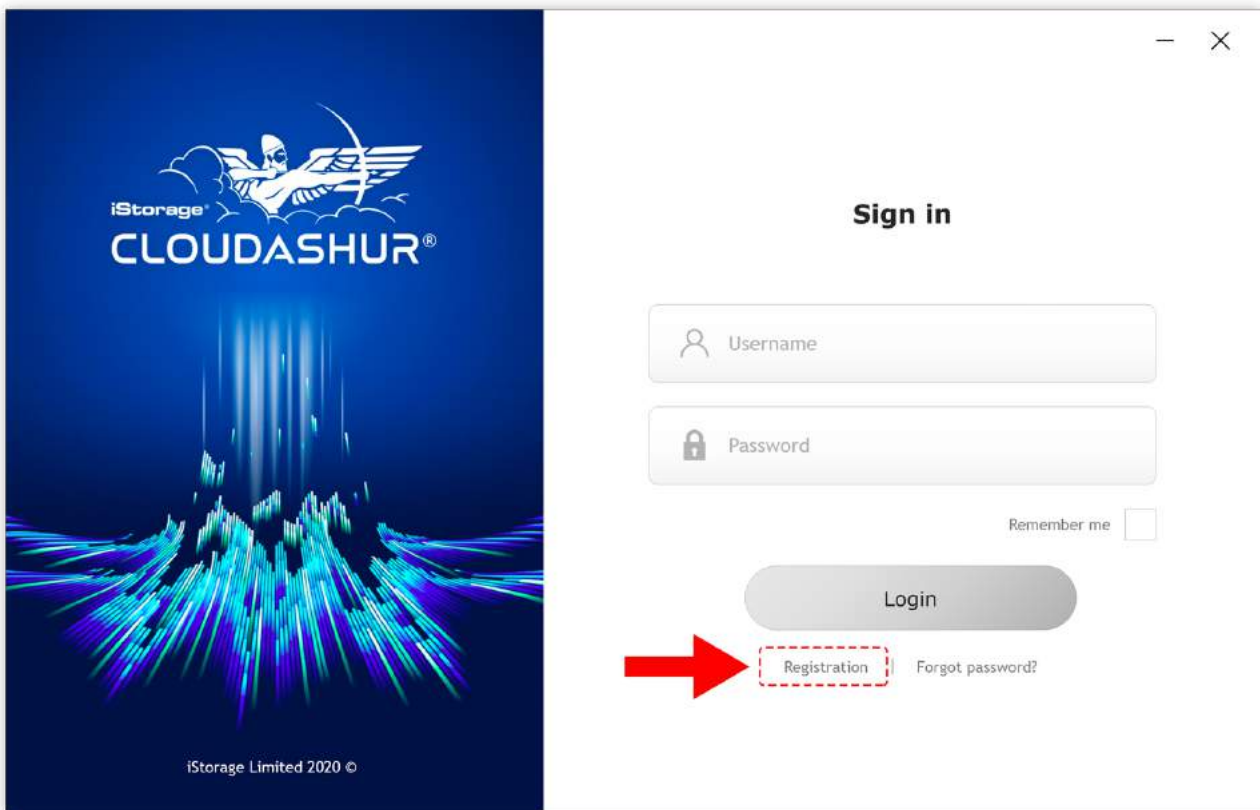 iStorage®
CLOUDASHUR®
iStorage Limited 2020 ©
Sign in
Username
Password
Remember me
Login
Registration | Forgot password?